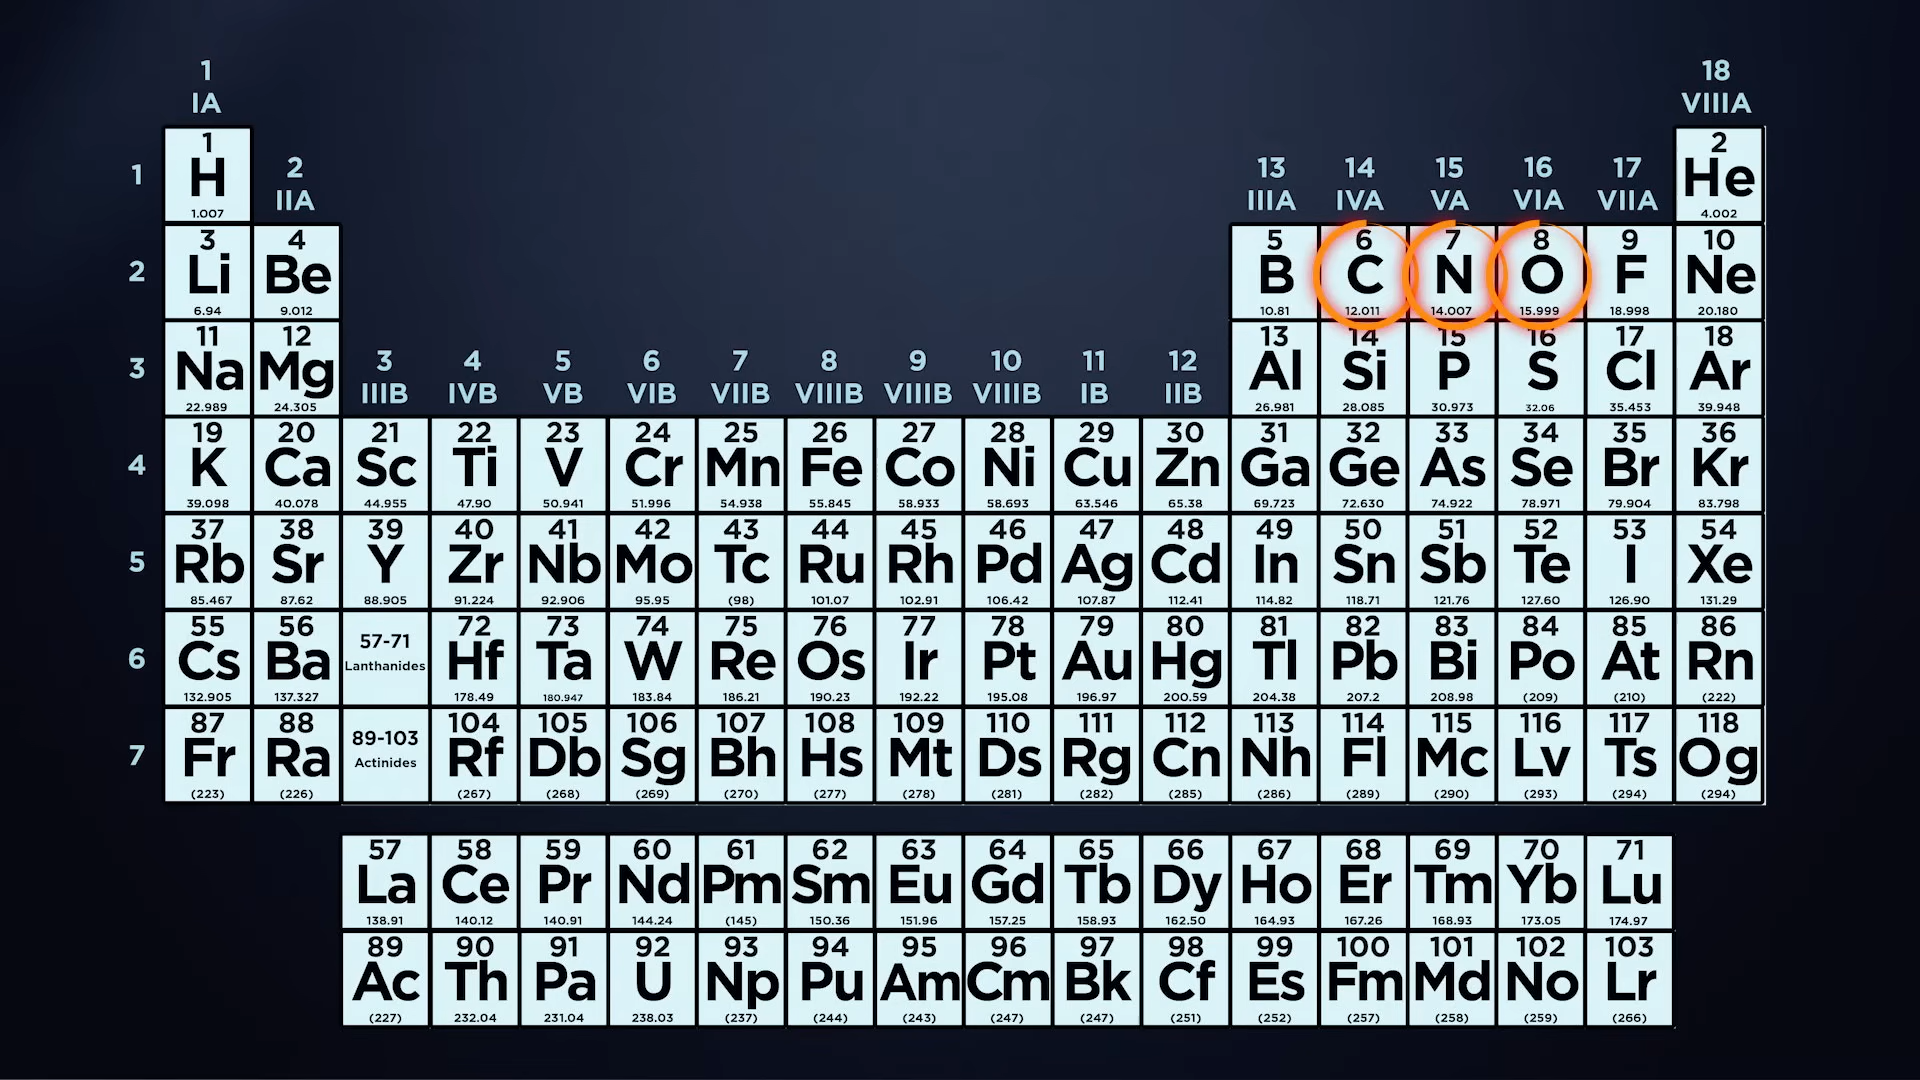 1
18
IA
VIIIA
1 H 1.007
2 He 4.002
1
2
13 14 15 16 17
IIA
IIIA IVA VA VIA VIIA
2
3 4 5 6 7 8 9 10
Li Be B C N O F Ne
6.94 9.012 10.81 12.011 14.007 15.999 18.998 20.180
3
11 12 13 14 15 16 17 18
Na Mg Al Si P S Cl Ar
22.989 24.305 26.981 28.085 30.973 32.06 35.453 39.948
3 4 5 6 7 8 9 10 11 12
IIIB IVB VB VIB VIIB VIIIB VIIIB VIIIB IB IIB
4
19 20 21 22 23 24 25 26 27 28 29 30 31 32 33 34 35 36
K Ca Sc Ti V Cr Mn Fe Co Ni Cu Zn Ga Ge As Se Br Kr
39.098 40.078 44.955 47.90 50.941 51.996 54.938 55.845 58.933 58.693 63.546 65.38 69.723 72.630 74.922 78.971 79.904 83.798
5
37 38 39 40 41 42 43 44 45 46 47 48 49 50 51 52 53 54
Rb Sr Y Zr Nb Mo Tc Ru Rh Pd Ag Cd In Sn Sb Te I Xe
85.467 87.62 88.905 91.224 92.906 95.95 (98) 101.07 102.91 106.42 107.87 112.41 114.82 118.71 121.76 127.60 126.90 131.29
6
55 56 57-71 72 73 74 75 76 77 78 79 80 81 82 83 84 85 86
Cs Ba Lanthanides Hf Ta W Re Os Ir Pt Au Hg Tl Pb Bi Po At Rn
132.905 137.327 178.49 180.947 183.84 186.21 190.23 192.22 195.08 196.97 200.59 204.38 207.2 208.98 (209) (210) (222)
7
87 88 89-103 104 105 106 107 108 109 110 111 112 113 114 115 116 117 118
Fr Ra Actinides Rf Db Sg Bh Hs Mt Ds Rg Cn Nh Fl Mc Lv Ts Og
(223) (226) (267) (268) (269) (270) (277) (278) (281) (282) (285) (286) (289) (290) (293) (294) (294)
57 58 59 60 61 62 63 64 65 66 67 68 69 70 71
La Ce Pr Nd Pm Sm Eu Gd Tb Dy Ho Er Tm Yb Lu
138.91 140.12 140.91 144.24 (145) 150.36 151.96 157.25 158.93 162.50 164.93 167.26 168.93 173.05 174.97
89 90 91 92 93 94 95 96 97 98 99 100 101 102 103
Ac Th Pa U Np Pu Am Cm Bk Cf Es Fm Md No Lr
(227) 232.04 231.04 238.03 (237) (244) (243) (247) (247) (251) (252) (257) (258) (259) (266)